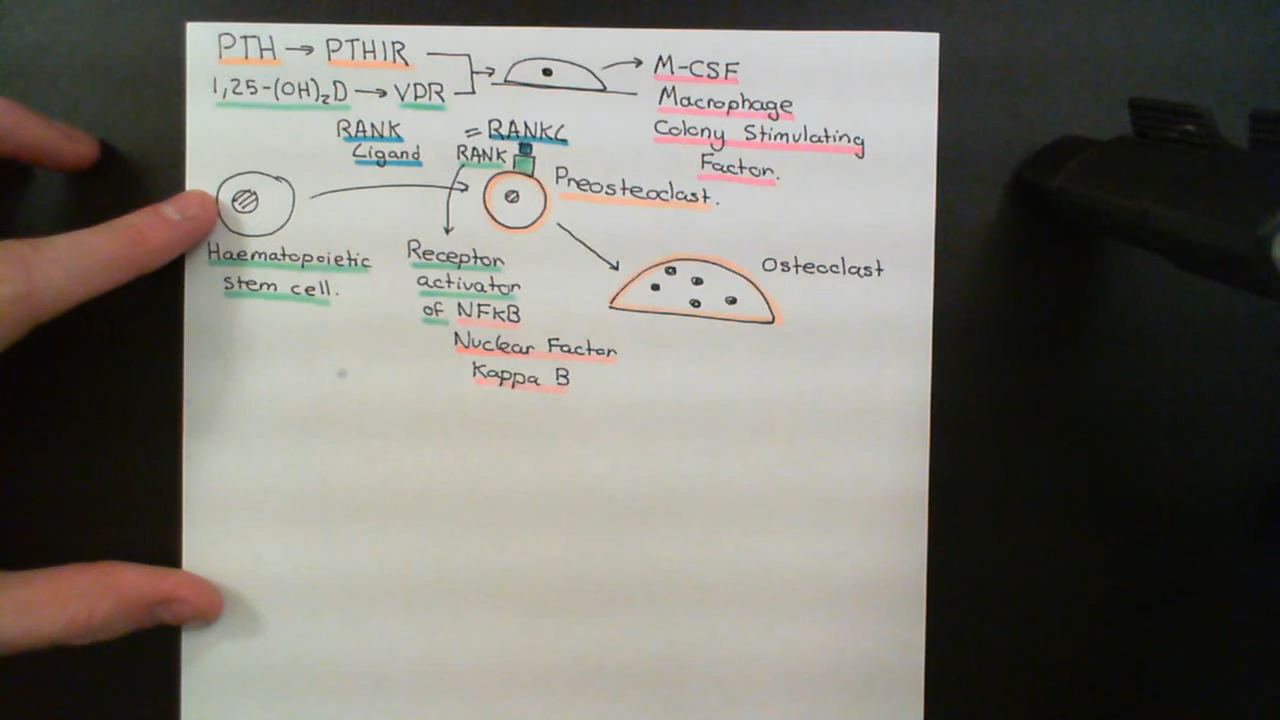 PTH → PTH1R
1,25-(OH)₂D → VDR
M-CSF
Macrophage
Colony Stimulating
Factor.
RANK
Ligand
= RANKL
RANK
Preosteoclast.
Haematopoietic
stem cell.
Receptor
activator
of NFkB
Nuclear Factor
Kappa B
Osteoclast